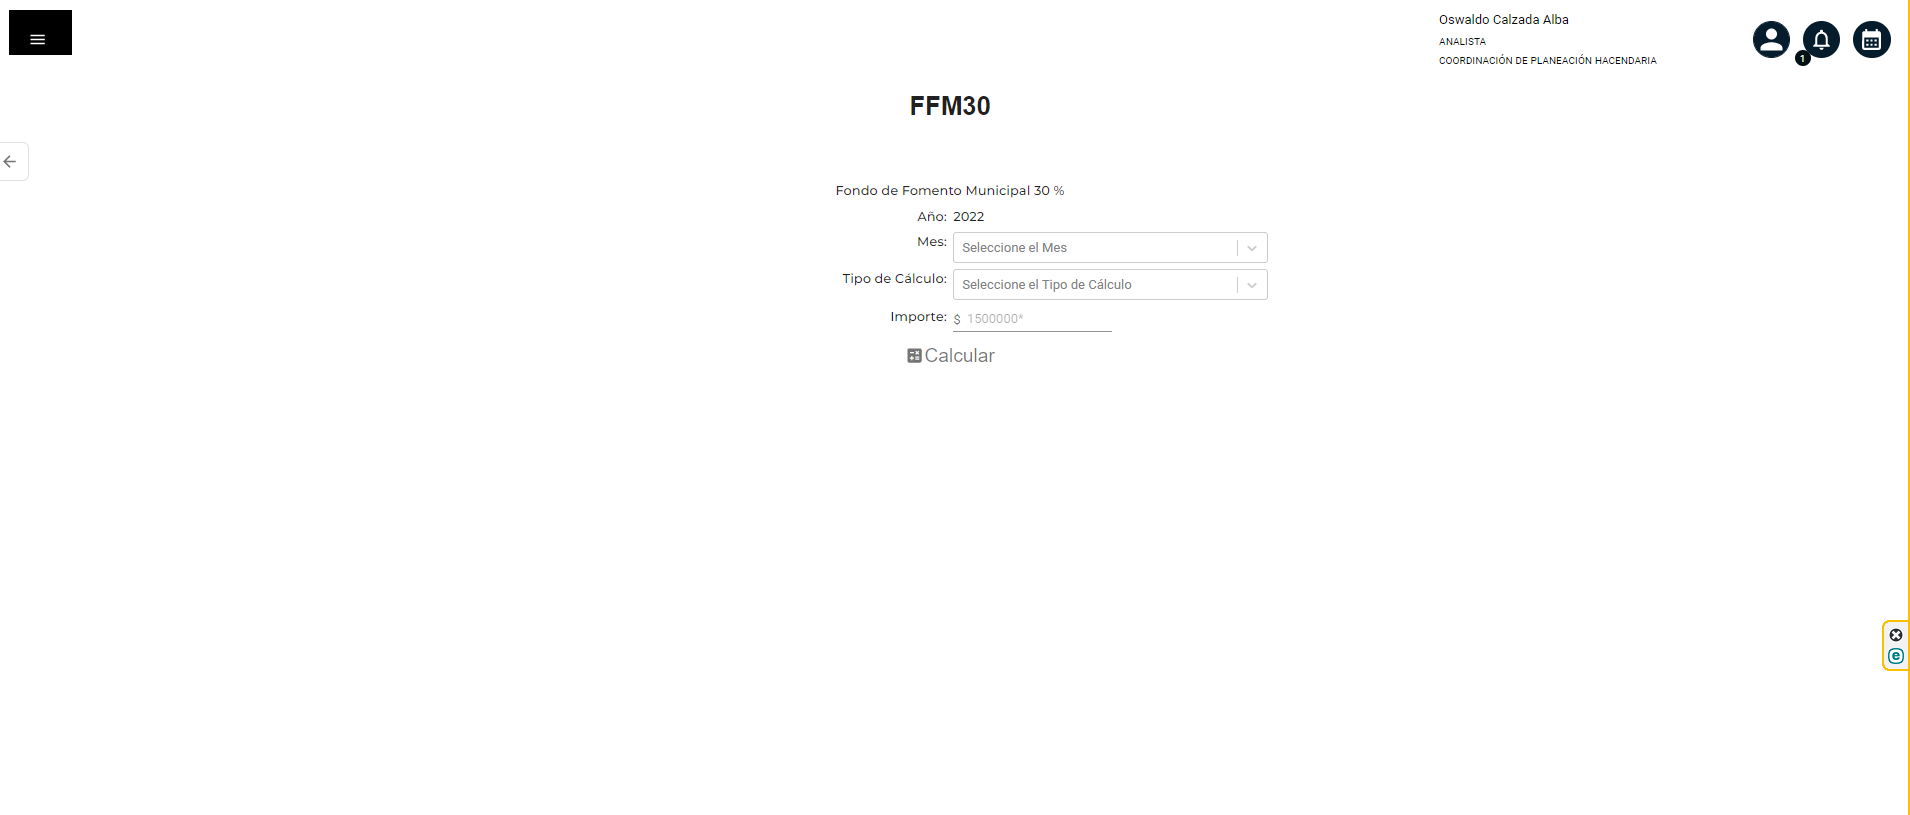 Oswaldo Calzada Alba
ANALISTA
COORDINACIÓN DE PLANEACIÓN HACENDARIA
1
FFM30
Fondo de Fomento Municipal 30 %
Año: 2022
Mes: Seleccione el Mes
Tipo de Cálculo: Seleccione el Tipo de Cálculo
Importe: $ 1500000*
Calcular
e